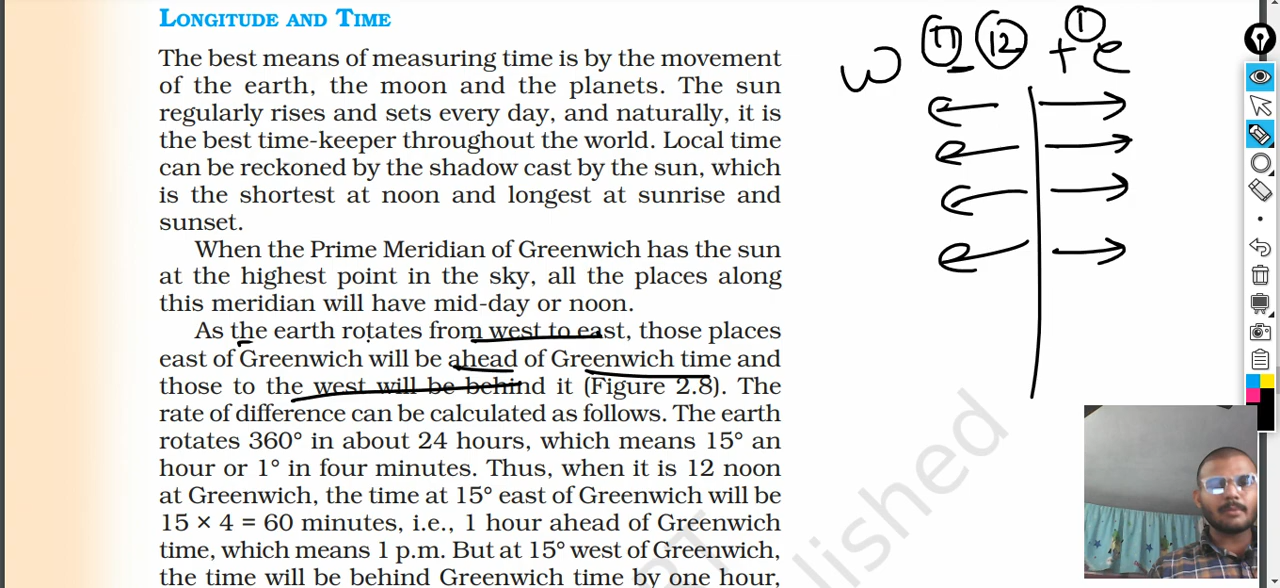 LONGITUDE AND TIME
The best means of measuring time is by the movement
of the earth, the moon and the planets. The sun
regularly rises and sets every day, and naturally, it is
the best time-keeper throughout the world. Local time
can be reckoned by the shadow cast by the sun, which
is the shortest at noon and longest at sunrise and
sunset.
When the Prime Meridian of Greenwich has the sun
at the highest point in the sky, all the places along
this meridian will have mid-day or noon.
As the earth rotates from west to east, those places
east of Greenwich will be ahead of Greenwich time and
those to the west will be behind it (Figure 2.8). The
rate of difference can be calculated as follows. The earth
rotates 360° in about 24 hours, which means 15° an
hour or 1° in four minutes. Thus, when it is 12 noon
at Greenwich, the time at 15° east of Greenwich will be
15 × 4 = 60 minutes, i.e., 1 hour ahead of Greenwich
time, which means 1 p.m. But at 15° west of Greenwich,
the time will be behind Greenwich time by one hour,
W 11 12 + e 1